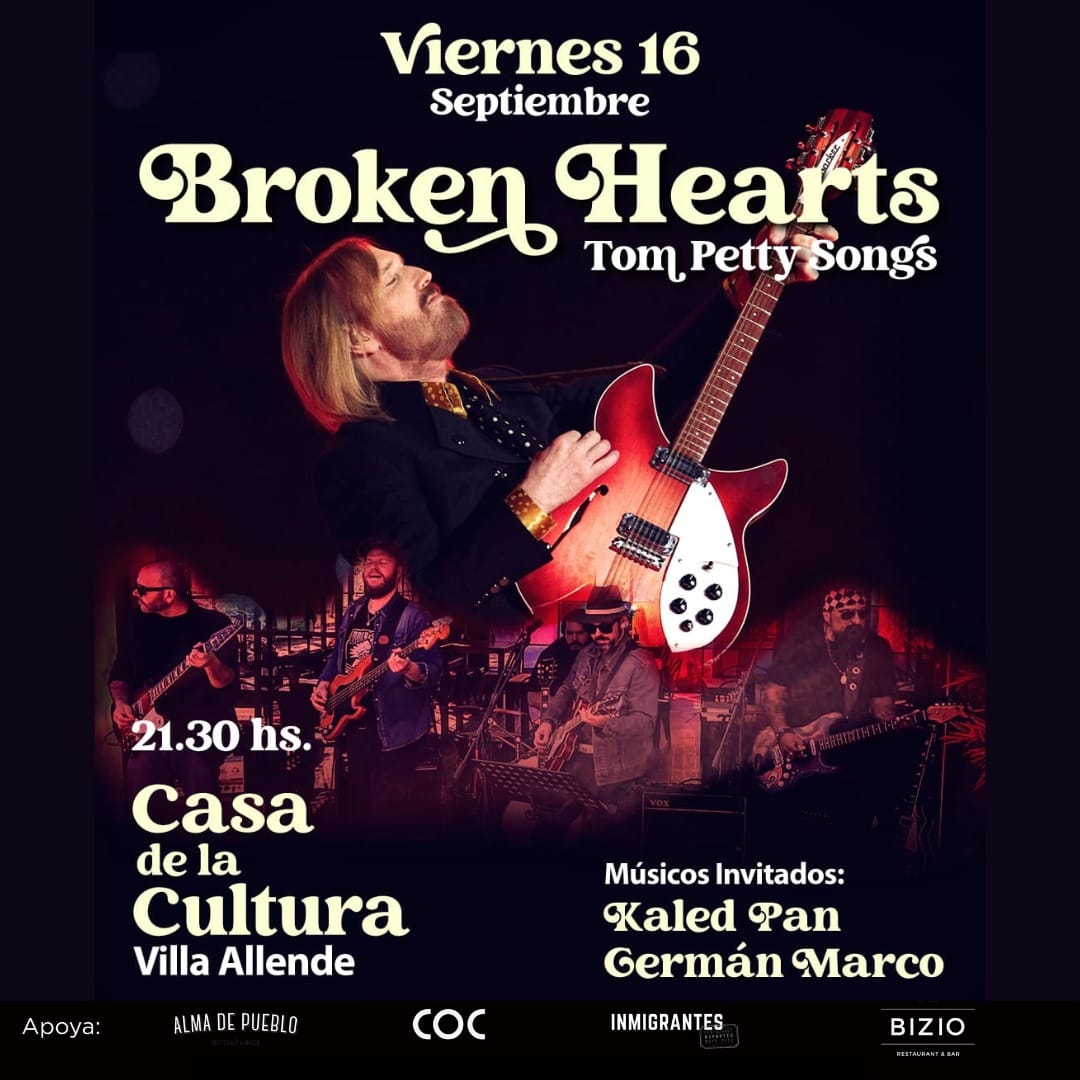 Viernes 16
Septiembre
Broken Hearts
Tom Petty Songs
VOX
21.30 hs.
Casa
de la
Cultura
Villa Allende
Músicos Invitados:
Kaled Pan
Germán Marco
Apoya:
ALMA DE PUEBLO
COC
INMIGRANTES
BIZIO
RESTAURANT & BAR